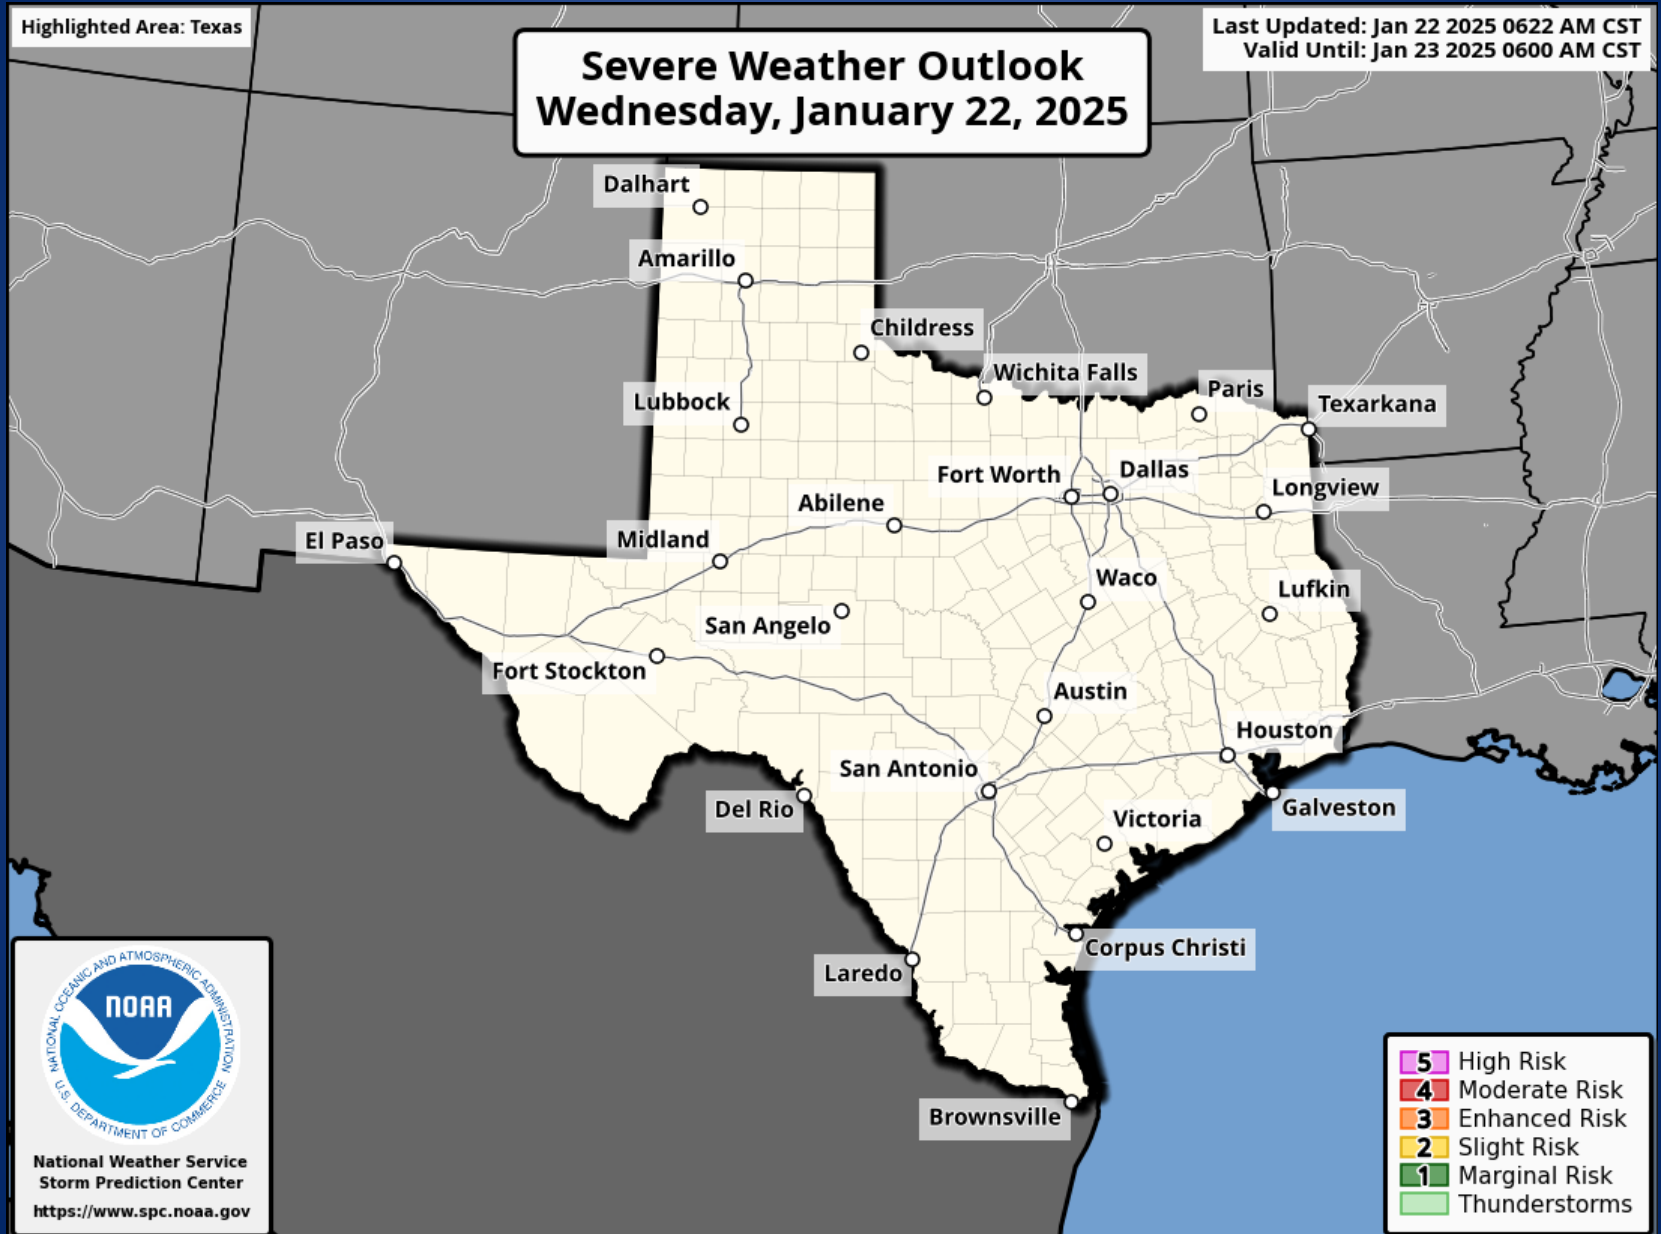 Highlighted Area: Texas
Severe Weather Outlook
Wednesday, January 22, 2025
Last Updated: Jan 22 2025 0622 AM CST
Valid Until: Jan 23 2025 0600 AM CST
Dalhart
Amarillo
Childress
Wichita Falls
Paris
Texarkana
Lubbock
Fort Worth
Dallas
Longview
Abilene
El Paso
Midland
Waco
Lufkin
San Angelo
Fort Stockton
Austin
Houston
San Antonio
Del Rio
Galveston
Victoria
Corpus Christi
Laredo
Brownsville
NATIONAL OCEANIC AND ATMOSPHERIC ADMINISTRATION
NOAA
U.S. DEPARTMENT OF COMMERCE
National Weather Service
Storm Prediction Center
https://www.spc.noaa.gov
5 High Risk
4 Moderate Risk
3 Enhanced Risk
2 Slight Risk
1 Marginal Risk
Thunderstorms